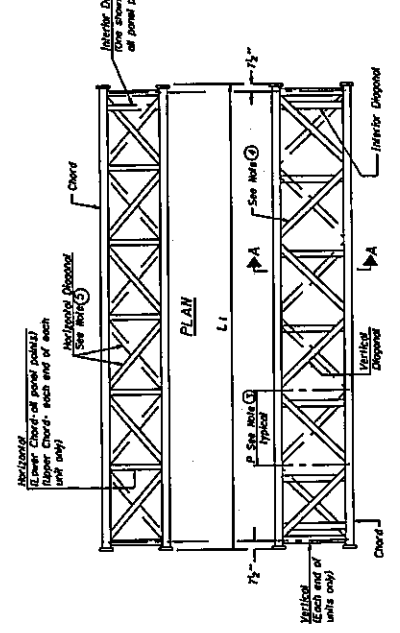 Interior D
(One shown
all panel p
Chord
Horizontal Diagonal
See Note ⑤
Horizontal
(Lower Chord-all panel points)
(Upper Chord- each end of each
unit only)
PLAN
L₁
7½"
7½"
See Note ④
Interior Diagonal
A
A
P See Note ③
typical
Vertical
Diagonal
Vertical
(Each end of
units only)
Chord